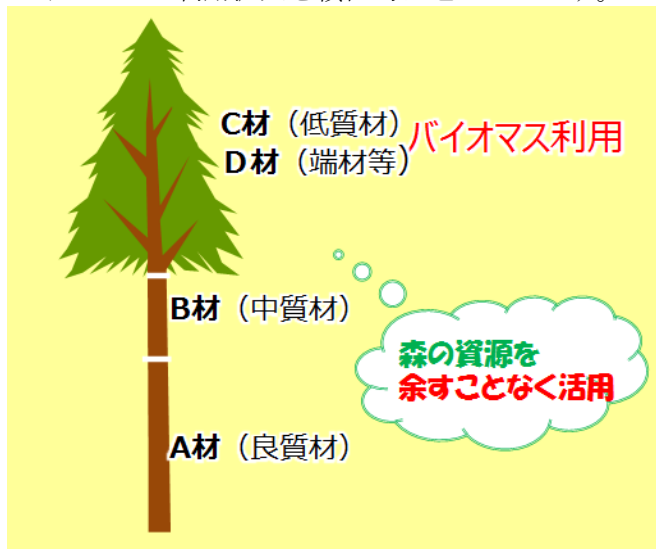 C材（低質材）バイオマス利用
D材（端材等）
B材（中質材）
森の資源を
余すことなく活用
A材（良質材）